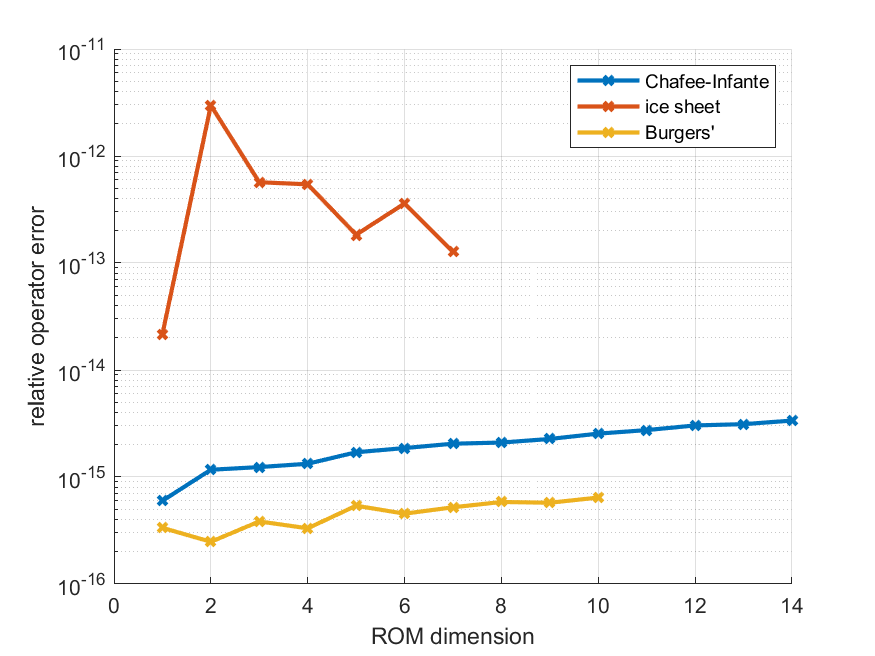 10^-11
10^-12
10^-13
10^-14
10^-15
10^-16
relative operator error
Chafee-Infante
ice sheet
Burgers'
0 2 4 6 8 10 12 14
ROM dimension